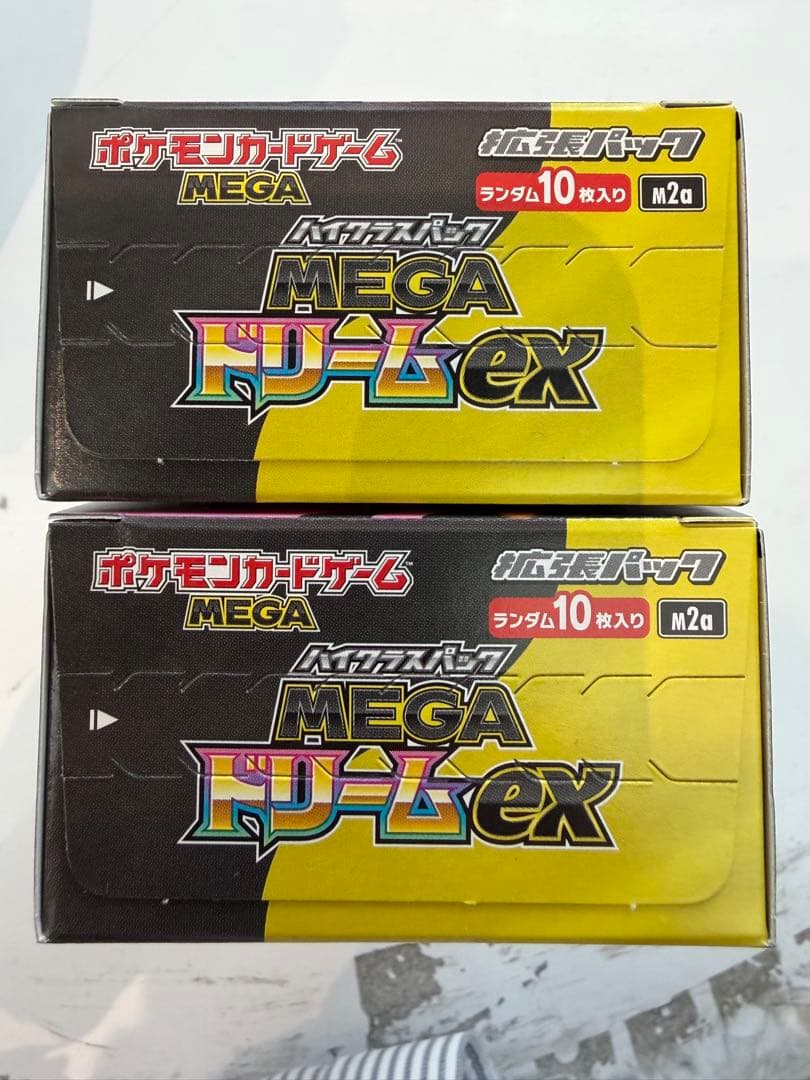 ポケモンカードゲーム™
MEGA
拡張パック
ランダム10枚入り
M2a
ハイクラスパック
MEGA
ドリームex
ポケモンカードゲーム™
MEGA
拡張パック
ランダム10枚入り
M2a
ハイクラスパック
MEGA
ドリームex